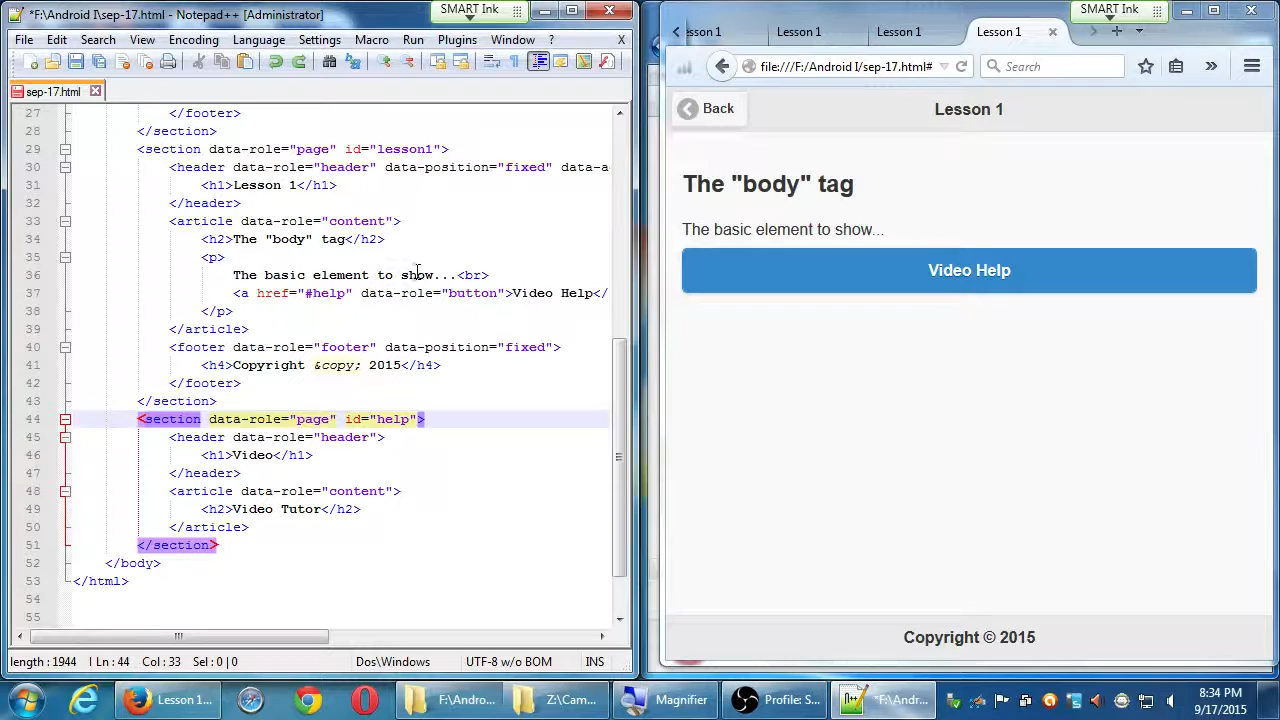 *F:\Android I\sep-17.html - Notepad++ [Administrator]
SMART Ink
File Edit Search View Encoding Language Settings Macro Run Plugins Window ? X
sep-17.html
27 </footer>
28 </section>
29 <section data-role="page" id="lesson1">
30 <header data-role="header" data-position="fixed" data-a
31 <h1>Lesson 1</h1>
32 </header>
33 <article data-role="content">
34 <h2>The "body" tag</h2>
35 <p>
36 The basic element to show...<br>
37 <a href="#help" data-role="button">Video Help</
38 </p>
39 </article>
40 <footer data-role="footer" data-position="fixed">
41 <h4>Copyright &copy; 2015</h4>
42 </footer>
43 </section>
44 <section data-role="page" id="help">
45 <header data-role="header">
46 <h1>Video</h1>
47 </header>
48 <article data-role="content">
49 <h2>Video Tutor</h2>
50 </article>
51 </section>
52 </body>
53 </html>
54
55
length : 1944 l Ln : 44 Col : 33 Sel : 0 | 0 Dos\Windows UTF-8 w/o BOM INS
SMART Ink
esson 1 Lesson 1 Lesson 1 Lesson 1
file:///F:/Android I/sep-17.html# Search
Back
Lesson 1
The "body" tag
The basic element to show...
Video Help
Copyright © 2015
Lesson 1... F:\Andro... Z:\Cam... Magnifier Profile: S... *F:\Andr...
8:34 PM
9/17/2015